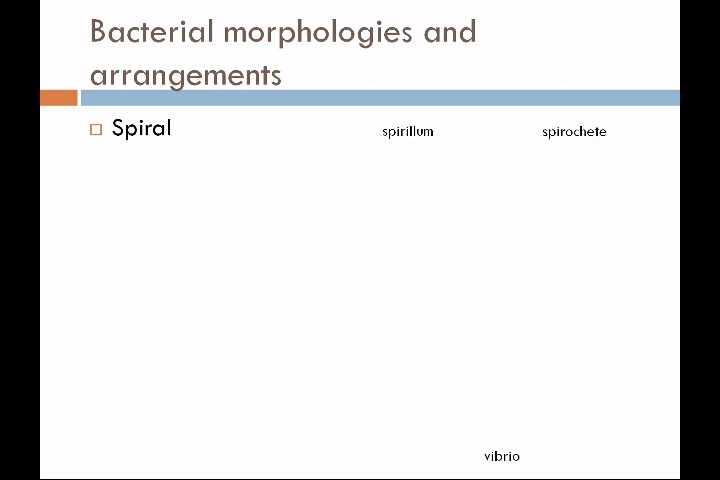 Bacterial morphologies and
arrangements
Spiral
spirillum
spirochete
vibrio